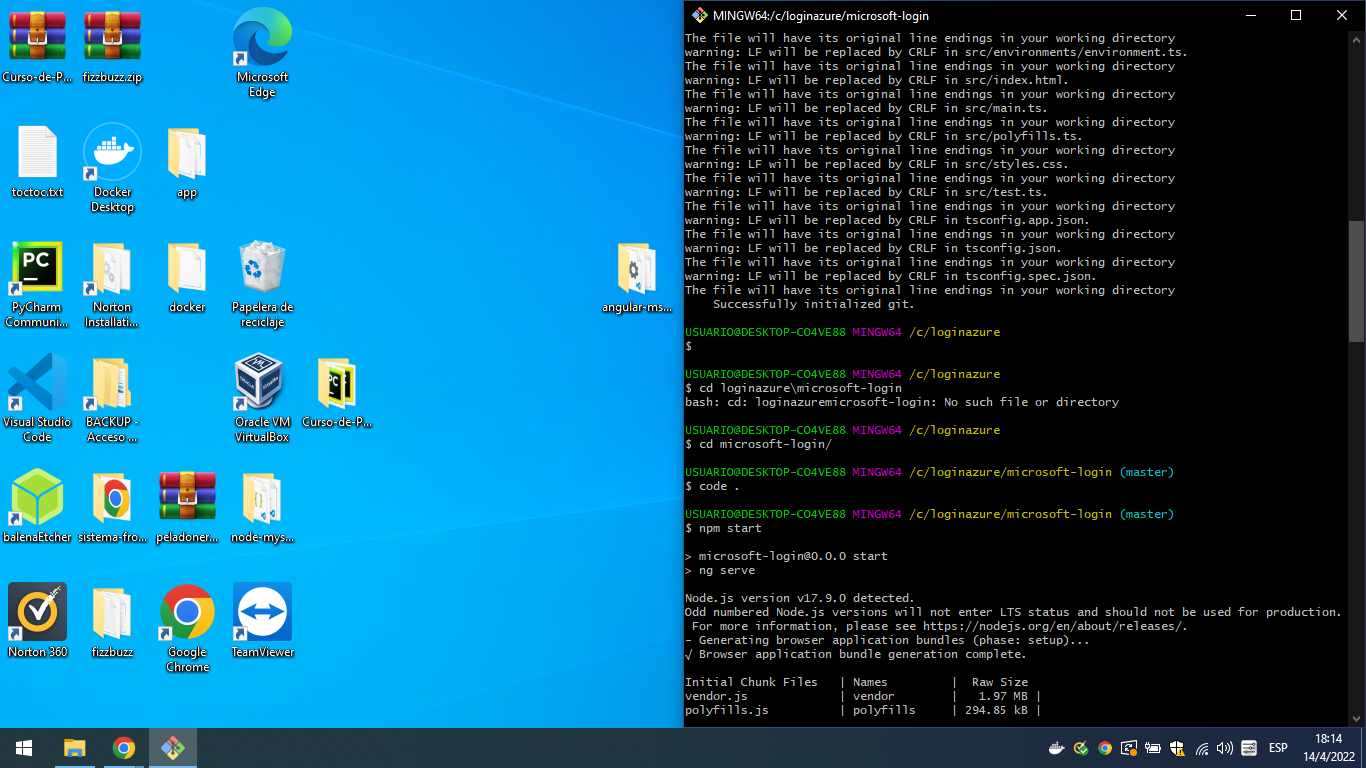 Curso-de-P...
fizzbuzz.zip
Microsoft
Edge
toctoc.txt
Docker
Desktop
app
PyCharm
Communi...
Norton
Installati...
docker
Papelera de
reciclaje
angular-ms...
Visual Studio
Code
BACKUP -
Acceso ...
Oracle VM
VirtualBox
Curso-de-P...
balenaEtcher
sistema-fro...
peladoner...
node-mys...
Norton 360
fizzbuzz
Google
Chrome
TeamViewer
MINGW64:/c/loginazure/microsoft-login
The file will have its original line endings in your working directory
warning: LF will be replaced by CRLF in src/environments/environment.ts.
The file will have its original line endings in your working directory
warning: LF will be replaced by CRLF in src/index.html.
The file will have its original line endings in your working directory
warning: LF will be replaced by CRLF in src/main.ts.
The file will have its original line endings in your working directory
warning: LF will be replaced by CRLF in src/polyfills.ts.
The file will have its original line endings in your working directory
warning: LF will be replaced by CRLF in src/styles.css.
The file will have its original line endings in your working directory
warning: LF will be replaced by CRLF in src/test.ts.
The file will have its original line endings in your working directory
warning: LF will be replaced by CRLF in tsconfig.app.json.
The file will have its original line endings in your working directory
warning: LF will be replaced by CRLF in tsconfig.json.
The file will have its original line endings in your working directory
warning: LF will be replaced by CRLF in tsconfig.spec.json.
The file will have its original line endings in your working directory
Successfully initialized git.
USUARIO@DESKTOP-CO4VE88 MINGW64 /c/loginazure
$
USUARIO@DESKTOP-CO4VE88 MINGW64 /c/loginazure
$ cd loginazure\microsoft-login
bash: cd: loginazuremicrosoft-login: No such file or directory
USUARIO@DESKTOP-CO4VE88 MINGW64 /c/loginazure
$ cd microsoft-login/
USUARIO@DESKTOP-CO4VE88 MINGW64 /c/loginazure/microsoft-login (master)
$ code .
USUARIO@DESKTOP-CO4VE88 MINGW64 /c/loginazure/microsoft-login (master)
$ npm start
> microsoft-login@0.0.0 start
> ng serve
Node.js version v17.9.0 detected.
Odd numbered Node.js versions will not enter LTS status and should not be used for production.
For more information, please see https://nodejs.org/en/about/releases/.
- Generating browser application bundles (phase: setup)...
√ Browser application bundle generation complete.
Initial Chunk Files | Names | Raw Size
vendor.js | vendor | 1.97 MB |
polyfills.js | polyfills | 294.85 kB |
ESP
18:14
14/4/2022